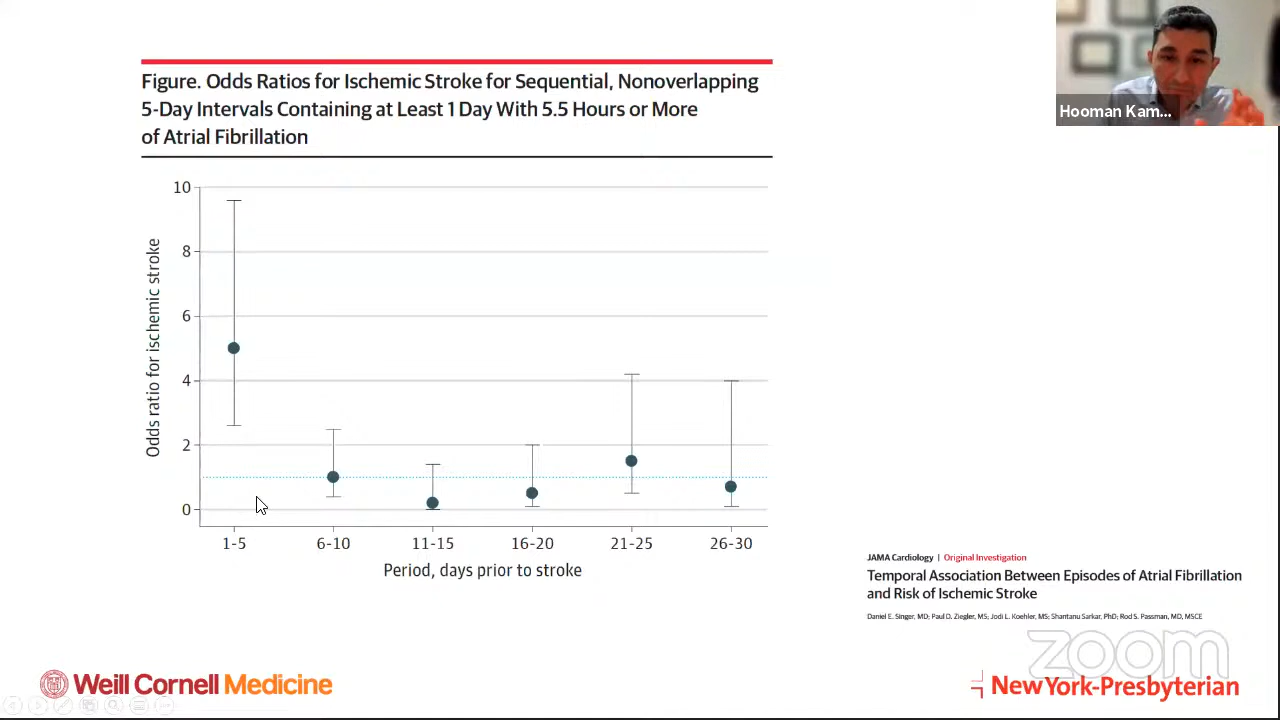 Figure. Odds Ratios for Ischemic Stroke for Sequential, Nonoverlapping
5-Day Intervals Containing at Least 1 Day With 5.5 Hours or More
of Atrial Fibrillation
Hooman Kam...
10
8
6
4
2
0
Odds ratio for ischemic stroke
1-5
6-10
11-15
16-20
21-25
26-30
Period, days prior to stroke
JAMA Cardiology | Original Investigation
Temporal Association Between Episodes of Atrial Fibrillation
and Risk of Ischemic Stroke
Daniel E. Singer, MD; Paul D. Ziegler, MS; Jodi L. Koehler, MS; Shantanu Sarkar, PhD; Rod S. Passman, MD, MSCE
zoom
Weill Cornell Medicine
NewYork-Presbyterian